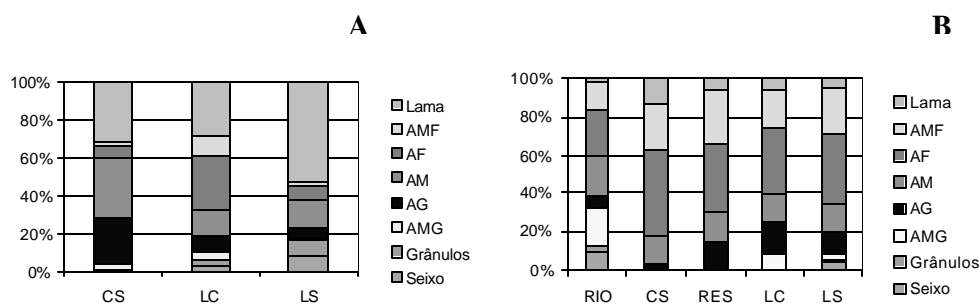 A
B
100%
80%
60%
40%
20%
0%
CS
LC
LS
Lama
AMF
AF
AM
AG
AMG
Grânulos
Seixo
100%
80%
60%
40%
20%
0%
RIO
CS
RES
LC
LS
Lama
AMF
AF
AM
AG
AMG
Grânulos
Seixo